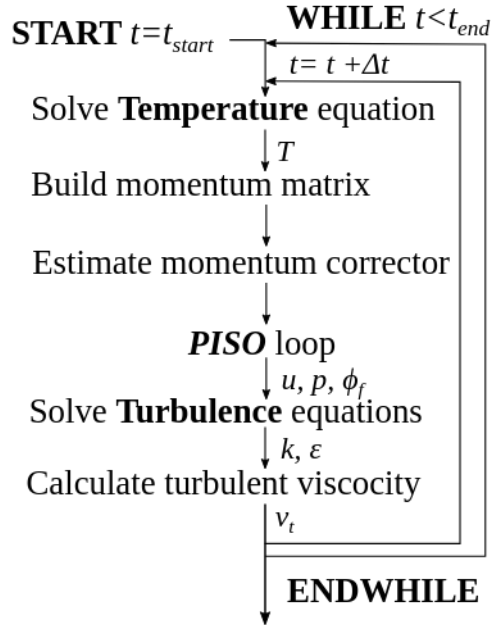 WHILE t<t_end
START t=t_start
t= t +Δt
Solve Temperature equation
T
Build momentum matrix
Estimate momentum corrector
PISO loop
u, p, ϕ_f
Solve Turbulence equations
k, ε
Calculate turbulent viscocity
ν_t
ENDWHILE